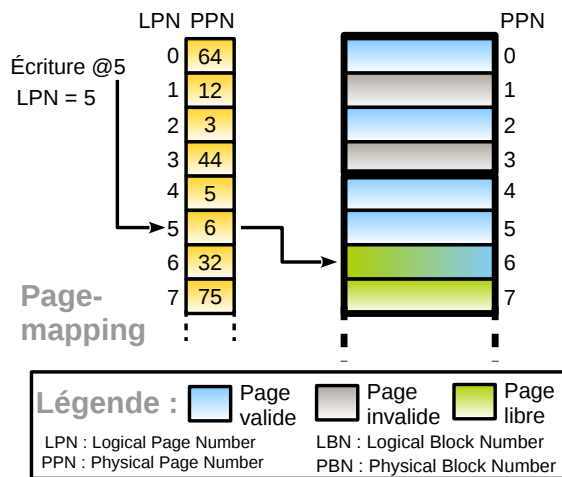 LPN PPN PPN
Écriture @5
LPN = 5
0 64 0
1 12 1
2 3 2
3 44 3
4 5 4
5 6 5
6 32 6
7 75 7
Page-
mapping
Légende :
Page
valide
Page
invalide
Page
libre
LPN : Logical Page Number
PPN : Physical Page Number
LBN : Logical Block Number
PBN : Physical Block Number